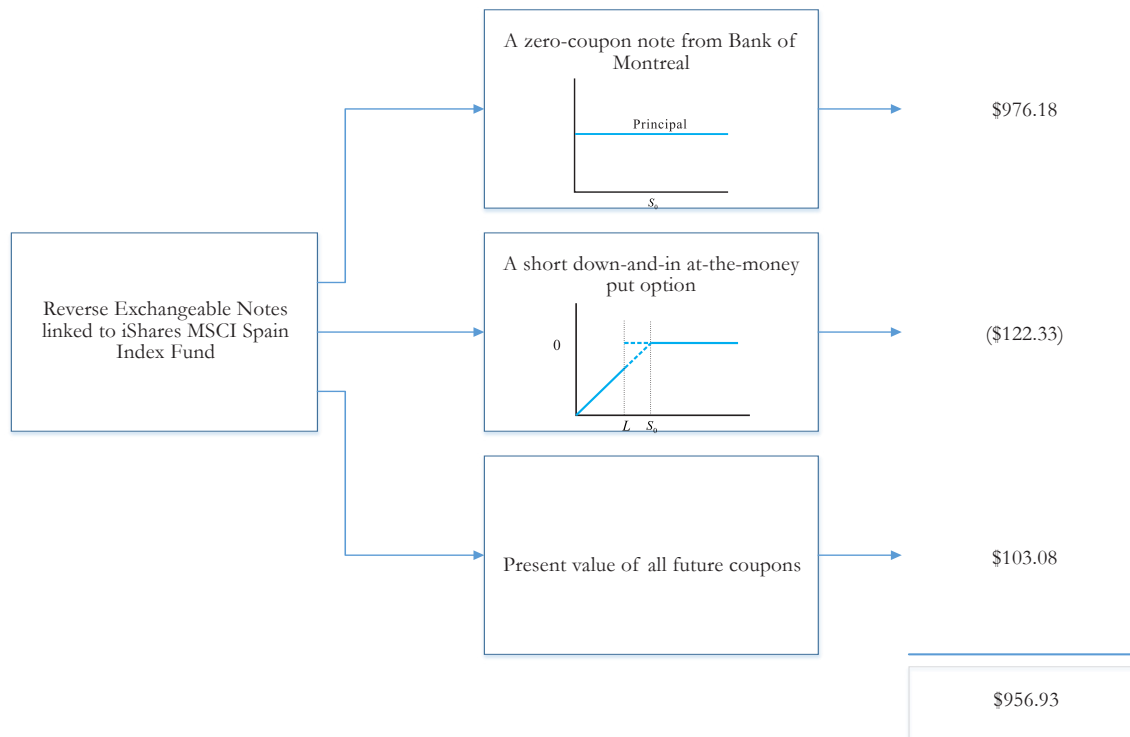 Reverse Exchangeable Notes
linked to iShares MSCI Spain
Index Fund
A zero-coupon note from Bank of
Montreal
Principal
S₀
$976.18
A short down-and-in at-the-money
put option
0
L S₀
($122.33)
Present value of all future coupons
$103.08
$956.93